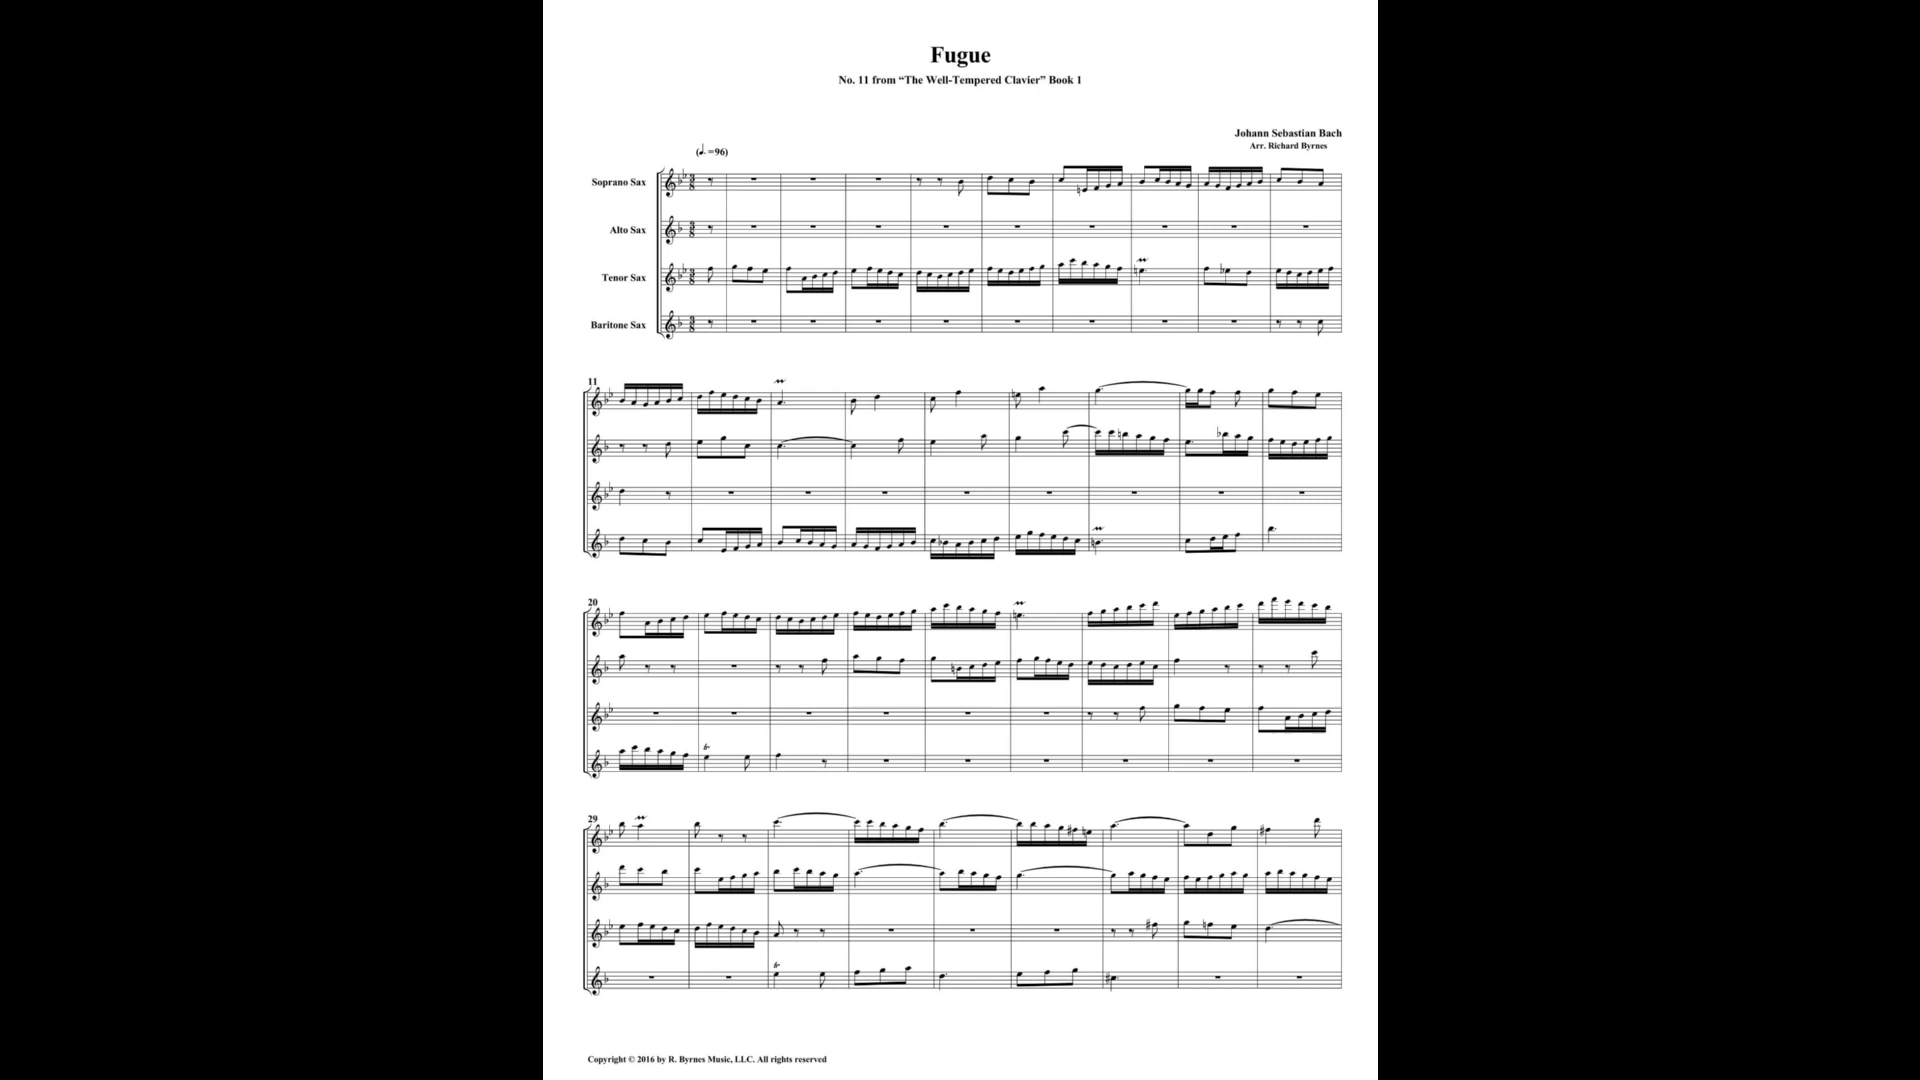 Fugue
No. 11 from “The Well-Tempered Clavier” Book 1
Johann Sebastian Bach
Arr. Richard Byrnes
(♩. =96)
Soprano Sax
Alto Sax
Tenor Sax
Baritone Sax
11
20
29
Copyright © 2016 by R. Byrnes Music, LLC. All rights reserved